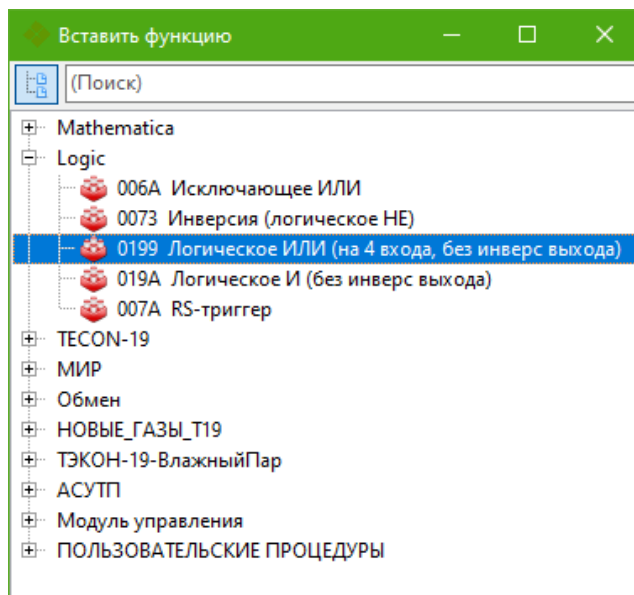 Вставить функцию
(Поиск)
Mathematica
Logic
006A Исключающее ИЛИ
0073 Инверсия (логическое НЕ)
0199 Логическое ИЛИ (на 4 входа, без инверс выхода)
019A Логическое И (без инверс выхода)
007A RS-триггер
TECON-19
МИР
Обмен
НОВЫЕ_ГАЗЫ_Т19
ТЭКОН-19-ВлажныйПар
АСУТП
Модуль управления
ПОЛЬЗОВАТЕЛЬСКИЕ ПРОЦЕДУРЫ